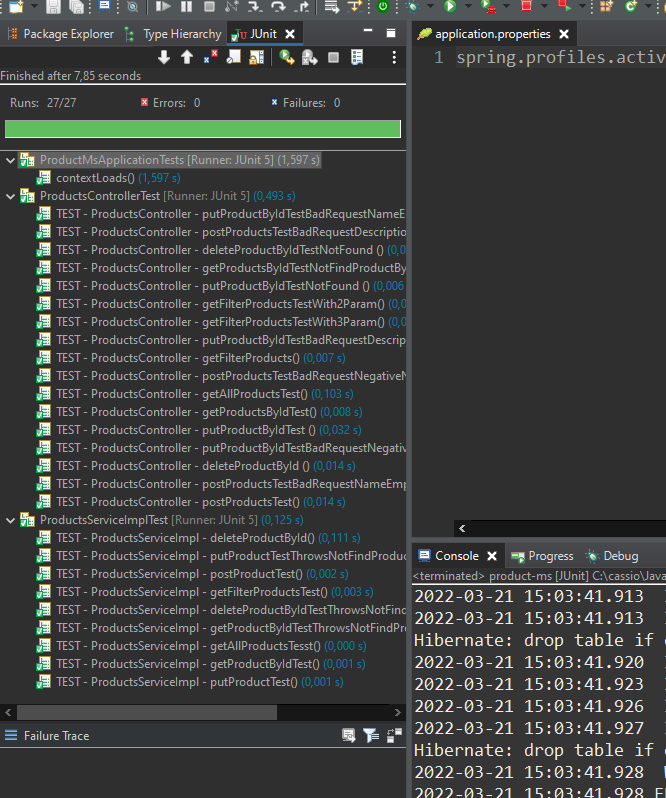 Package Explorer
Type Hierarchy
JUnit
Finished after 7,85 seconds
Runs: 27/27
Errors: 0
Failures: 0
ProductMsApplicationTests [Runner: JUnit 5] (1,597 s)
contextLoads() (1,597 s)
ProductsControllerTest [Runner: JUnit 5] (0,493 s)
TEST - ProductsController - putProductByIdTestBadRequestNameE
TEST - ProductsController - postProductsTestBadRequestDescriptio
TEST - ProductsController - deleteProductByIdTestNotFound () (0,0
TEST - ProductsController - getProductsByIdTestNotFindProductBy
TEST - ProductsController - putProductByIdTestNotFound () (0,006
TEST - ProductsController - getFilterProductsTestWith2Param() (0,0
TEST - ProductsController - getFilterProductsTestWith3Param() (0,0
TEST - ProductsController - putProductByIdTestBadRequestDescrip
TEST - ProductsController - getFilterProducts() (0,007 s)
TEST - ProductsController - postProductsTestBadRequestNegativeN
TEST - ProductsController - getAllProductsTest() (0,103 s)
TEST - ProductsController - getProductsByIdTest() (0,008 s)
TEST - ProductsController - putProductByIdTest () (0,032 s)
TEST - ProductsController - putProductByIdTestBadRequestNegativ
TEST - ProductsController - deleteProductById () (0,014 s)
TEST - ProductsController - postProductsTestBadRequestNameEmp
TEST - ProductsController - postProductsTest() (0,014 s)
ProductsServiceImplTest [Runner: JUnit 5] (0,125 s)
TEST - ProductsServiceImpl - deleteProductById() (0,111 s)
TEST - ProductsServiceImpl - putProductTestThrowsNotFindProduc
TEST - ProductsServiceImpl - postProductTest() (0,002 s)
TEST - ProductsServiceImpl - getFilterProductsTest() (0,003 s)
TEST - ProductsServiceImpl - deleteProductByIdTestThrowsNotFind
TEST - ProductsServiceImpl - getProductByIdTestThrowsNotFindPr
TEST - ProductsServiceImpl - getAllProductsTesst() (0,000 s)
TEST - ProductsServiceImpl - getProductByIdTest() (0,001 s)
TEST - ProductsServiceImpl - putProductTest() (0,001 s)
Failure Trace
application.properties
1 spring.profiles.activ
Console
Progress
Debug
<terminated> product-ms [JUnit] C:\cassio\Java
2022-03-21 15:03:41.913
2022-03-21 15:03:41.913
Hibernate: drop table if
2022-03-21 15:03:41.920
2022-03-21 15:03:41.923
2022-03-21 15:03:41.926
2022-03-21 15:03:41.927
Hibernate: drop table if
2022-03-21 15:03:41.928
2022-03-21 15:03:41.928